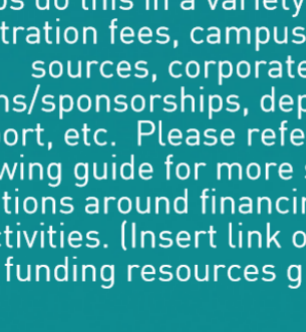 ps do this in a variety
tration fees, campus
sources, corporate
ns/sponsorships, dep
port, etc. Please refe
wing guide for more s
tions around financin
tivities. (Insert link o
funding resources g